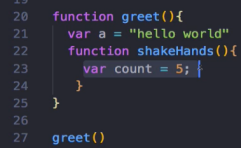 20 function greet(){
21 var a = "hello world"
22 function shakeHands(){
23 var count = 5;
24 }
25 }
26
27 greet()